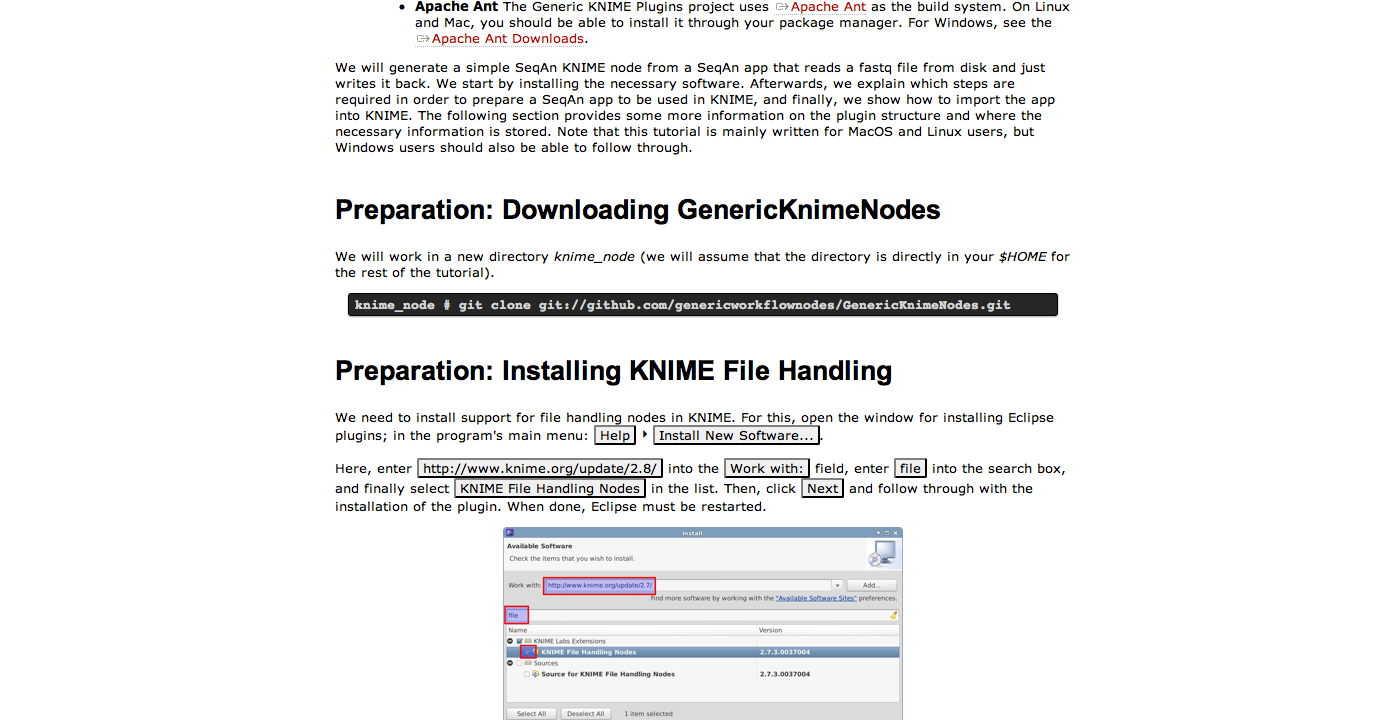 • Apache Ant The Generic KNIME Plugins project uses Apache Ant as the build system. On Linux
and Mac, you should be able to install it through your package manager. For Windows, see the
Apache Ant Downloads.
We will generate a simple SeqAn KNIME node from a SeqAn app that reads a fastq file from disk and just
writes it back. We start by installing the necessary software. Afterwards, we explain which steps are
required in order to prepare a SeqAn app to be used in KNIME, and finally, we show how to import the app
into KNIME. The following section provides some more information on the plugin structure and where the
necessary information is stored. Note that this tutorial is mainly written for MacOS and Linux users, but
Windows users should also be able to follow through.
Preparation: Downloading GenericKnimeNodes
We will work in a new directory knime_node (we will assume that the directory is directly in your $HOME for
the rest of the tutorial).
knime_node # git clone git://github.com/genericworkflownodes/GenericKnimeNodes.git
Preparation: Installing KNIME File Handling
We need to install support for file handling nodes in KNIME. For this, open the window for installing Eclipse
plugins; in the program's main menu: Help ‣ Install New Software....
Here, enter http://www.knime.org/update/2.8/ into the Work with: field, enter file into the search box,
and finally select KNIME File Handling Nodes in the list. Then, click Next and follow through with the
installation of the plugin. When done, Eclipse must be restarted.
Install
Available Software
Check the items that you wish to install.
Work with: http://www.knime.org/update/2.7/ Add...
Find more software by working with the "Available Software Sites" preferences.
file
Name Version
KNIME Labs Extensions
KNIME File Handling Nodes 2.7.3.0037004
Sources
Source for KNIME File Handling Nodes 2.7.3.0037004
Select All Deselect All 1 item selected